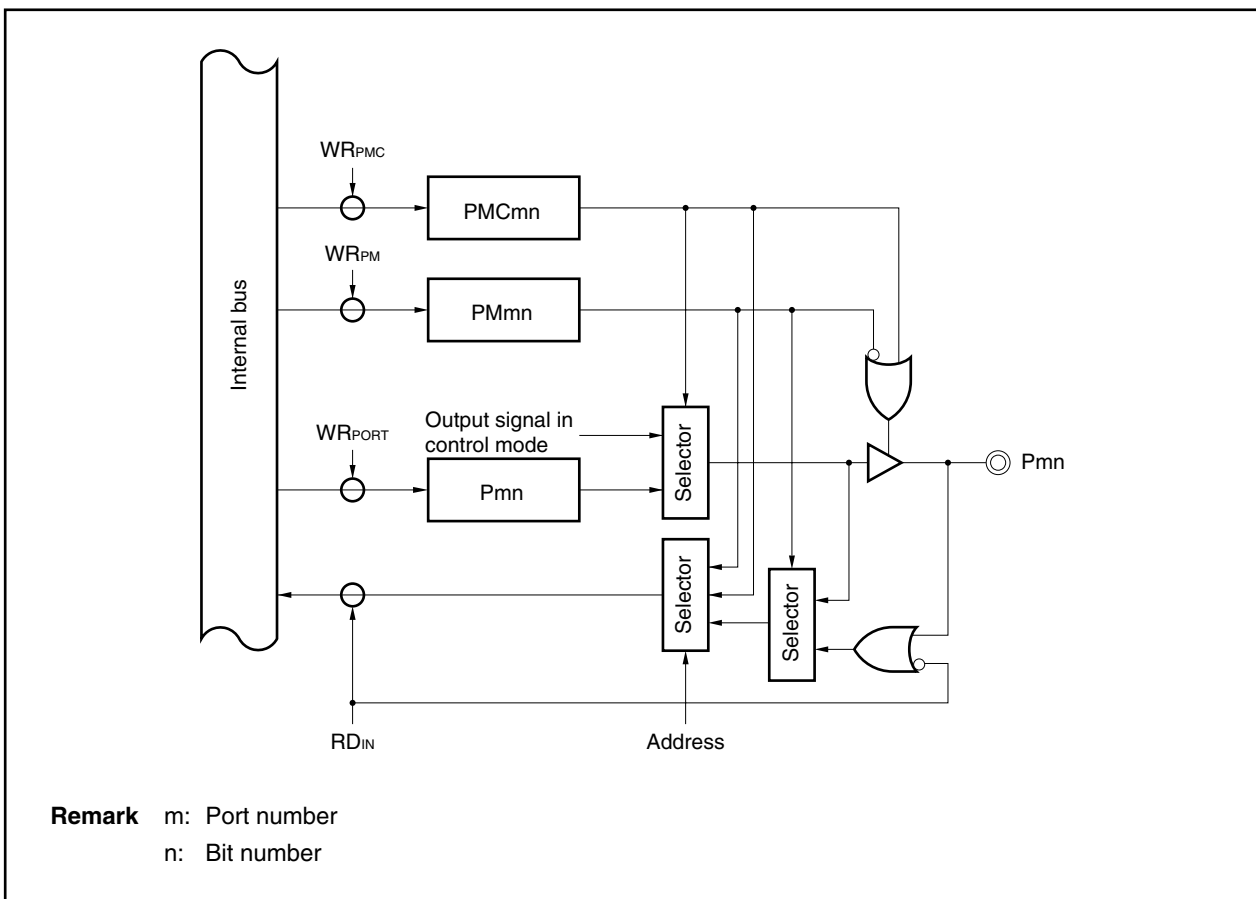 WRPMC
PMCmn
WRPM
PMmn
Internal bus
Output signal in
control mode
WRPORT
Pmn
Selector
Pmn
Selector
Selector
RDIN
Address
Remark m: Port number
n: Bit number